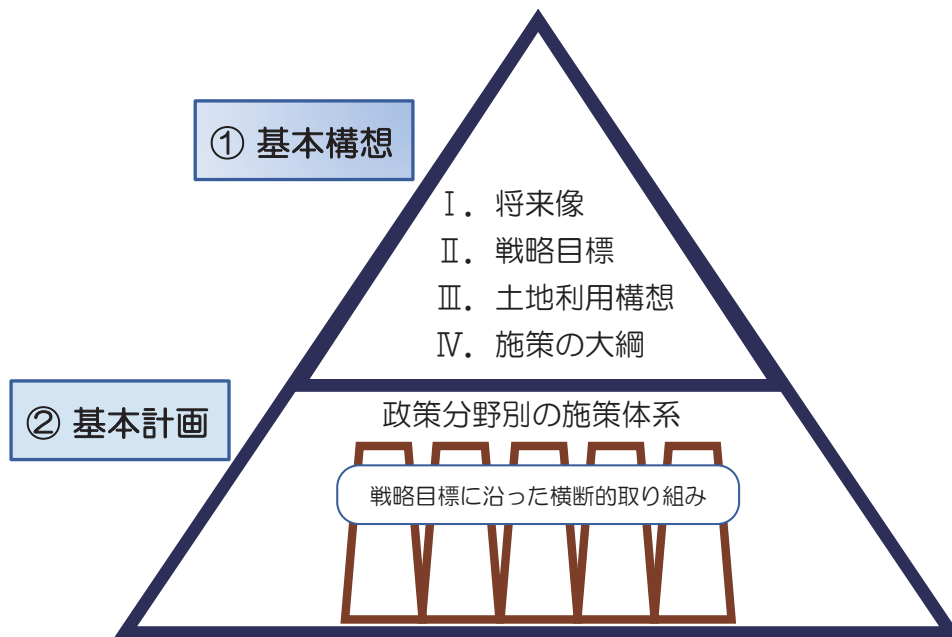 ① 基本構想
Ⅰ．将来像
Ⅱ．戦略目標
Ⅲ．土地利用構想
Ⅳ．施策の大綱
② 基本計画
政策分野別の施策体系
戦略目標に沿った横断的取り組み